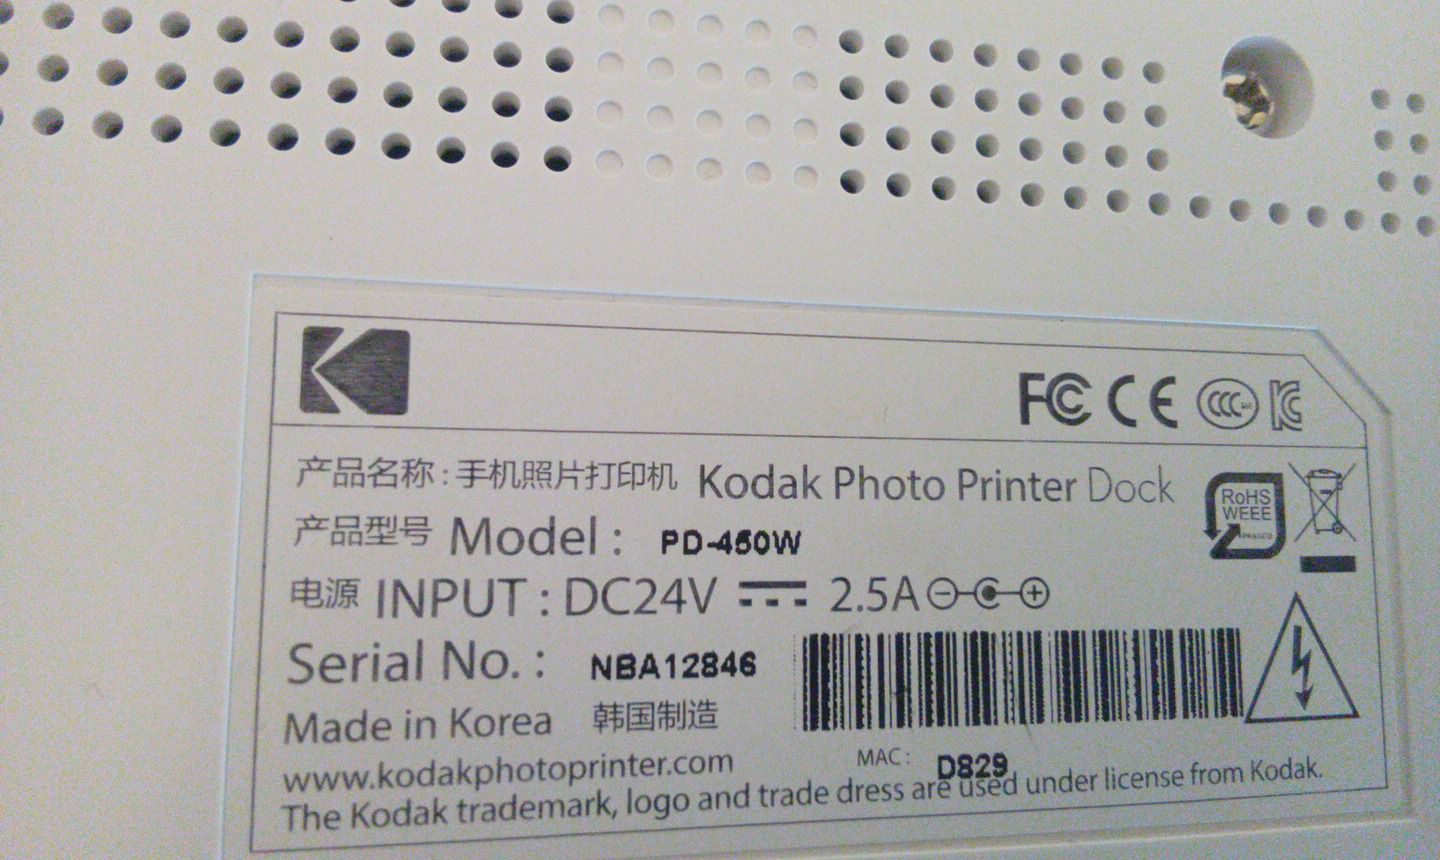 FC CE CCC KC
产品名称:手机照片打印机 Kodak Photo Printer Dock
RoHS
WEEE
PASSED
产品型号 Model : PD-450W
电源 INPUT : DC24V 2.5A
Serial No. : NBA12846
Made in Korea 韩国制造
www.kodakphotoprinter.com MAC : D829
The Kodak trademark, logo and trade dress are used under license from Kodak.